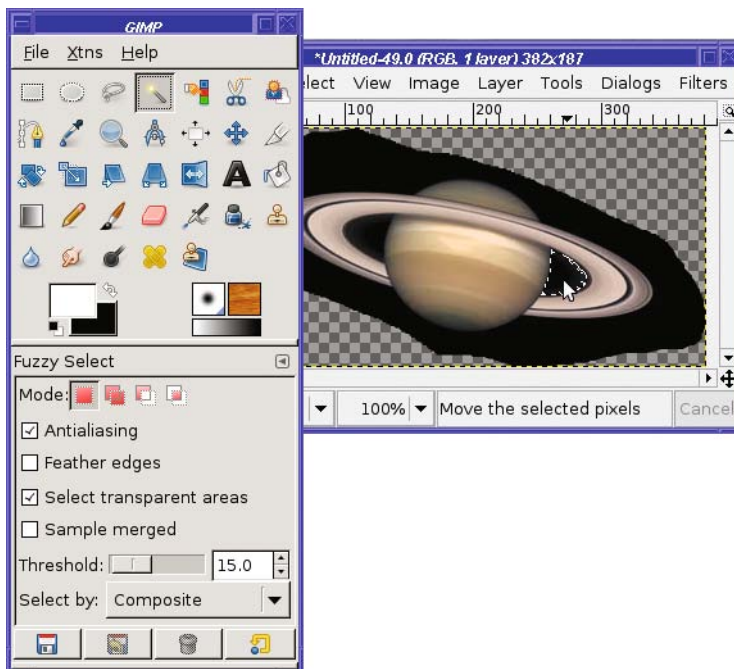 GIMP
File Xtns Help
*Untitled-49.0 (RGB, 1 layer) 382x187
lect View Image Layer Tools Dialogs Filters
100 200 300
Fuzzy Select
Mode:
Antialiasing
Feather edges
Select transparent areas
Sample merged
Threshold: 15.0
Select by: Composite
100% Move the selected pixels Cancel